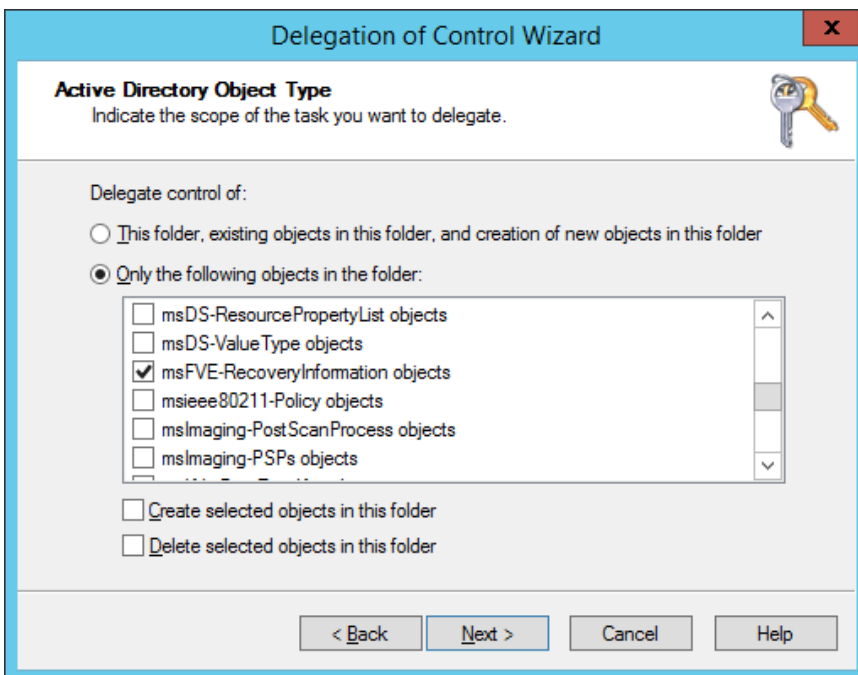 Delegation of Control Wizard
x
Active Directory Object Type
Indicate the scope of the task you want to delegate.
Delegate control of:
This folder, existing objects in this folder, and creation of new objects in this folder
Only the following objects in the folder:
msDS-ResourcePropertyList objects
msDS-ValueType objects
msFVE-RecoveryInformation objects
msieee80211-Policy objects
msImaging-PostScanProcess objects
msImaging-PSPs objects
Create selected objects in this folder
Delete selected objects in this folder
< Back Next > Cancel Help